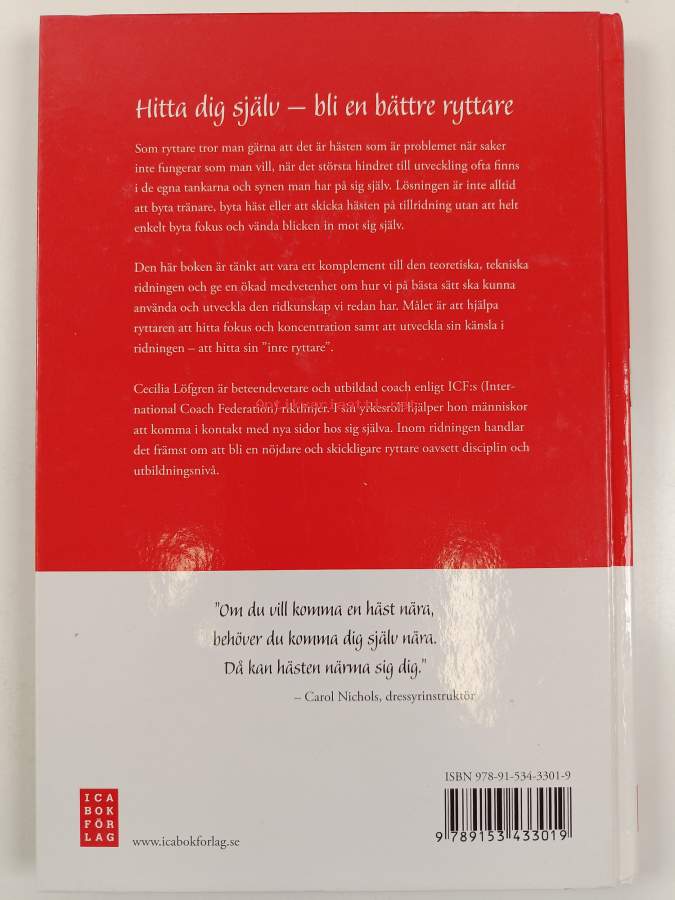 Hitta dig själv – bli en bättre ryttare
Som ryttare tror man gärna att det är hästen som är problemet när saker
inte fungerar som man vill, när det största hindret till utveckling ofta finns
i de egna tankarna och synen man har på sig själv. Lösningen är inte alltid
att byta tränare, byta häst eller att skicka hästen på tillridning utan att helt
enkelt byta fokus och vända blicken in mot sig själv.
Den här boken är tänkt att vara ett komplement till den teoretiska, tekniska
ridningen och ge en ökad medvetenhet om hur vi på bästa sätt ska kunna
använda och utveckla den ridkunskap vi redan har. Målet är att hjälpa
ryttaren att hitta fokus och koncentration samt att utveckla sin känsla i
ridningen – att hitta sin ”inre ryttare”.
Cecilia Löfgren är beteendevetare och utbildad coach enligt ICF:s (Inter-
national Coach Federation) riktlinjer. I sin yrkesroll hjälper hon människor
att komma i kontakt med nya sidor hos sig själva. Inom ridningen handlar
det främst om att bli en nöjdare och skickligare ryttare oavsett disciplin och
utbildningsnivå.
”Om du vill komma en häst nära,
behöver du komma dig själv nära.
Då kan hästen närma sig dig.”
– Carol Nichols, dressyrinstruktör
ISBN 978-91-534-3301-9
9 789153 433019
ICA
BOK
FÖR
LAG
www.icabokforlag.se